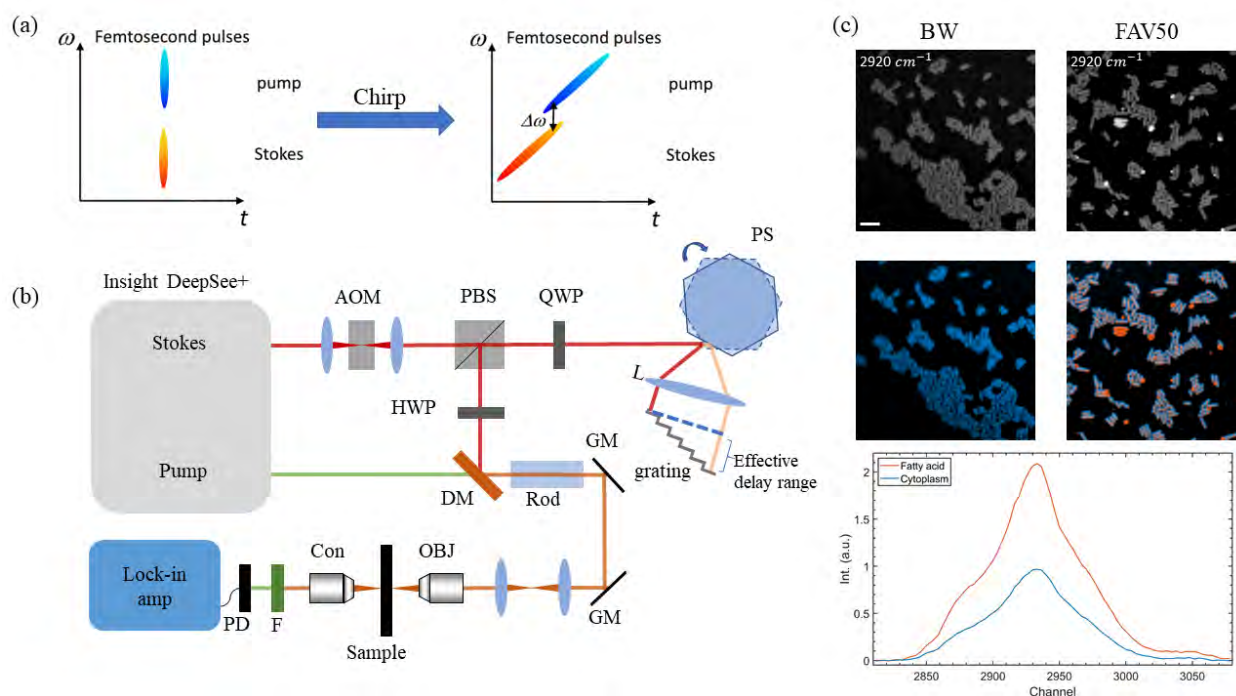 (a)
ω
Femtosecond pulses
pump
Stokes
t
Chirp
ω
Femtosecond pulses
pump
Δω
Stokes
t
(b)
Insight DeepSee+
Stokes
Pump
AOM
PBS
QWP
PS
HWP
L
DM
Rod
GM
grating
Effective
delay range
Lock-in
amp
PD
F
Con
Sample
OBJ
GM
(c)
BW
FAV50
2920 cm⁻¹
2920 cm⁻¹
Fatty acid
Cytoplasm
Int. (a.u.)
2
1.5
1
0.5
0
2850
2900
2950
3000
3050
Channel